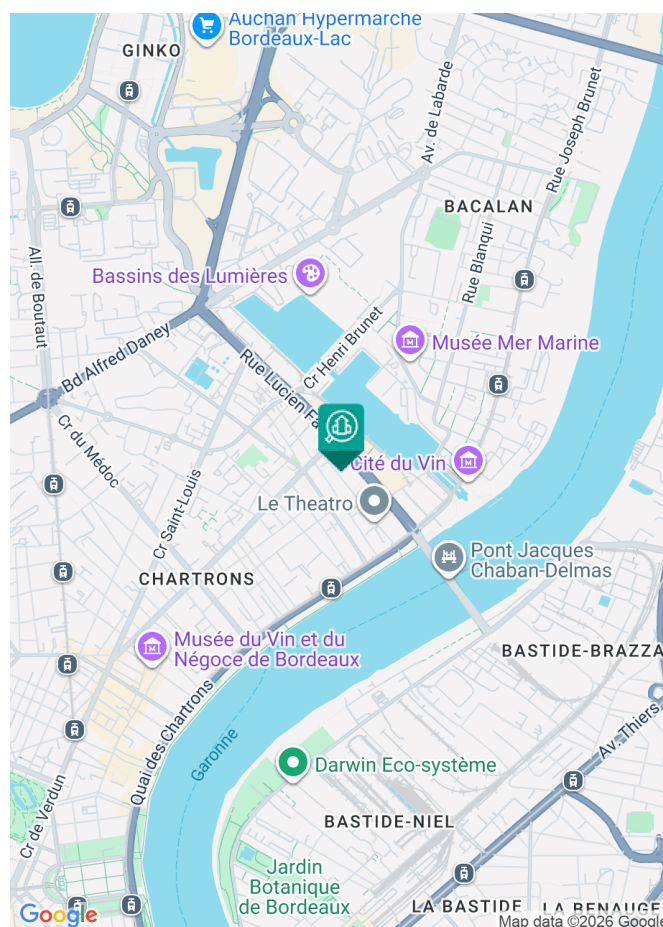 Auchan Hypermarche
Bordeaux-Lac
GINKO
Av. de Labarde
Rue Joseph Brunet
BACALAN
Rue Blanqui
All. de Boutaut
Bassins des Lumières
Cr Henri Brunet
Musée Mer Marine
Bd Alfred Daney
Rue Lucien Fa
Cr du Médoc
Cité du Vin
Cr Saint-Louis
Le Theatro
Pont Jacques
Chaban-Delmas
CHARTRONS
Musée du Vin et du
Négoce de Bordeaux
BASTIDE-BRAZZA
Quai des Chartrons
Av. Thiers
Garonne
Darwin Eco-système
Cr de Verdun
BASTIDE-NIEL
Jardin
Botanique
de Bordeaux
LA BASTIDE
LA BENAUGE
Google
Map data ©2026 Google